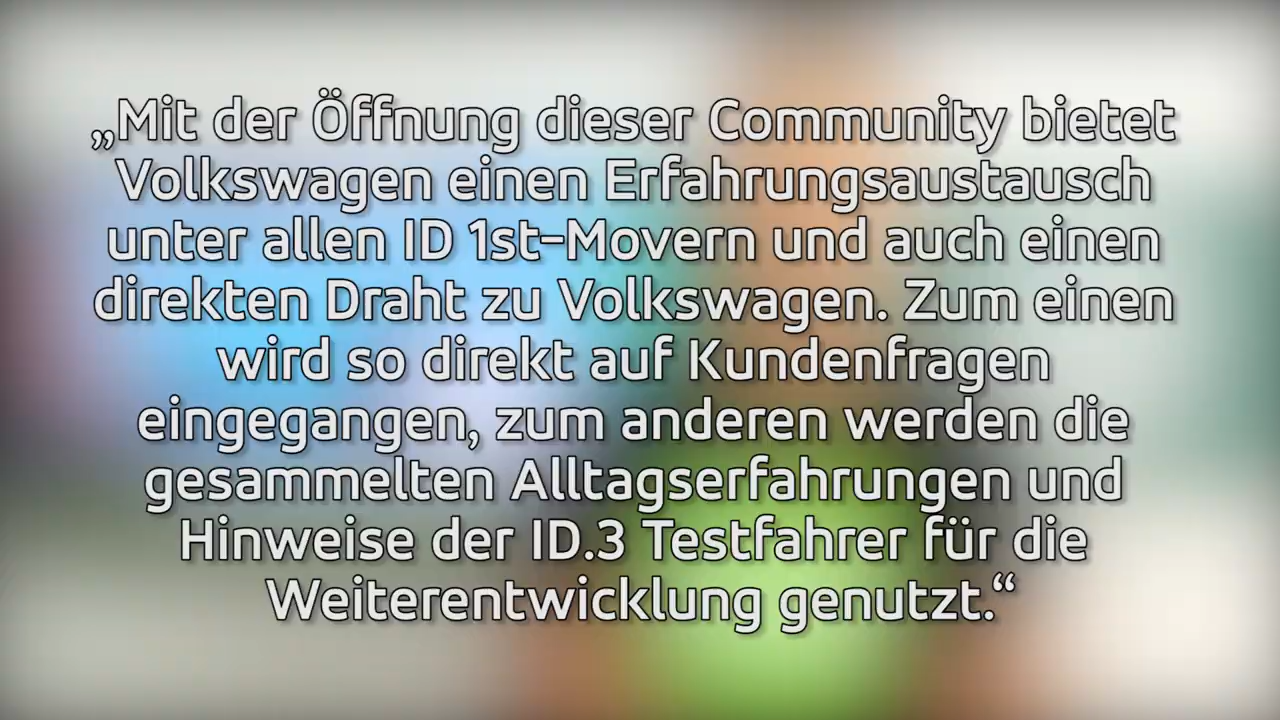 „Mit der Öffnung dieser Community bietet
Volkswagen einen Erfahrungsaustausch
unter allen ID 1st-Movern und auch einen
direkten Draht zu Volkswagen. Zum einen
wird so direkt auf Kundenfragen
eingegangen, zum anderen werden die
gesammelten Alltagserfahrungen und
Hinweise der ID.3 Testfahrer für die
Weiterentwicklung genutzt.“